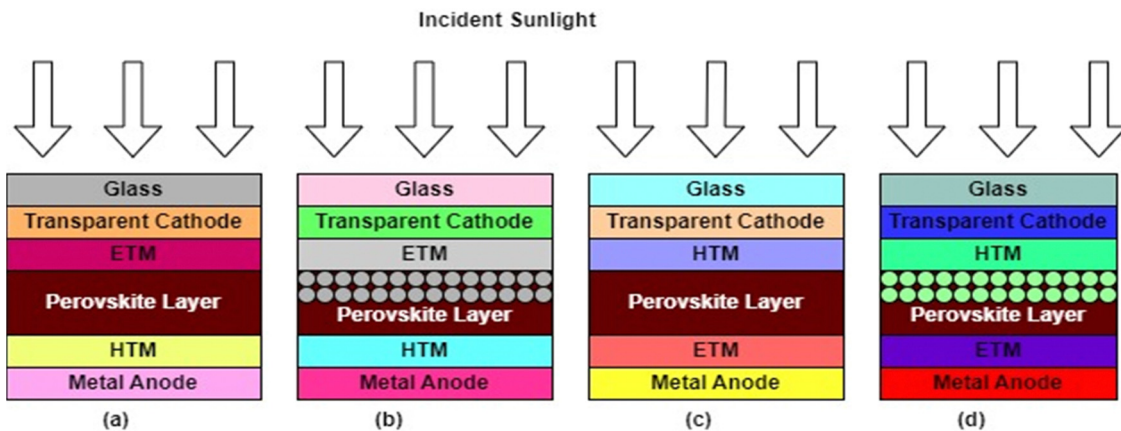 Incident Sunlight
Glass
Transparent Cathode
ETM
Perovskite Layer
HTM
Metal Anode
(a)
Glass
Transparent Cathode
ETM
Perovskite Layer
HTM
Metal Anode
(b)
Glass
Transparent Cathode
HTM
Perovskite Layer
ETM
Metal Anode
(c)
Glass
Transparent Cathode
HTM
Perovskite Layer
ETM
Metal Anode
(d)